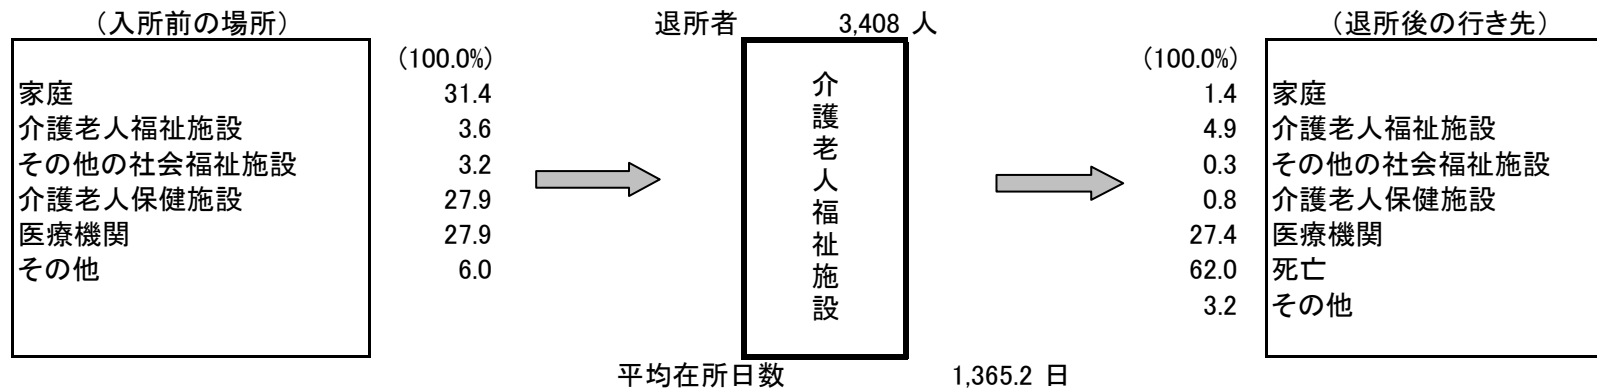 （入所前の場所） 退所者 3,408 人 （退所後の行き先）
（100.0%） （100.0%）
家庭 31.4 1.4 家庭
介護老人福祉施設 3.6 4.9 介護老人福祉施設
その他の社会福祉施設 3.2 0.3 その他の社会福祉施設
介護老人保健施設 27.9 0.8 介護老人保健施設
医療機関 27.9 27.4 医療機関
その他 6.0 62.0 死亡
3.2 その他
介護老人福祉施設
平均在所日数 1,365.2 日